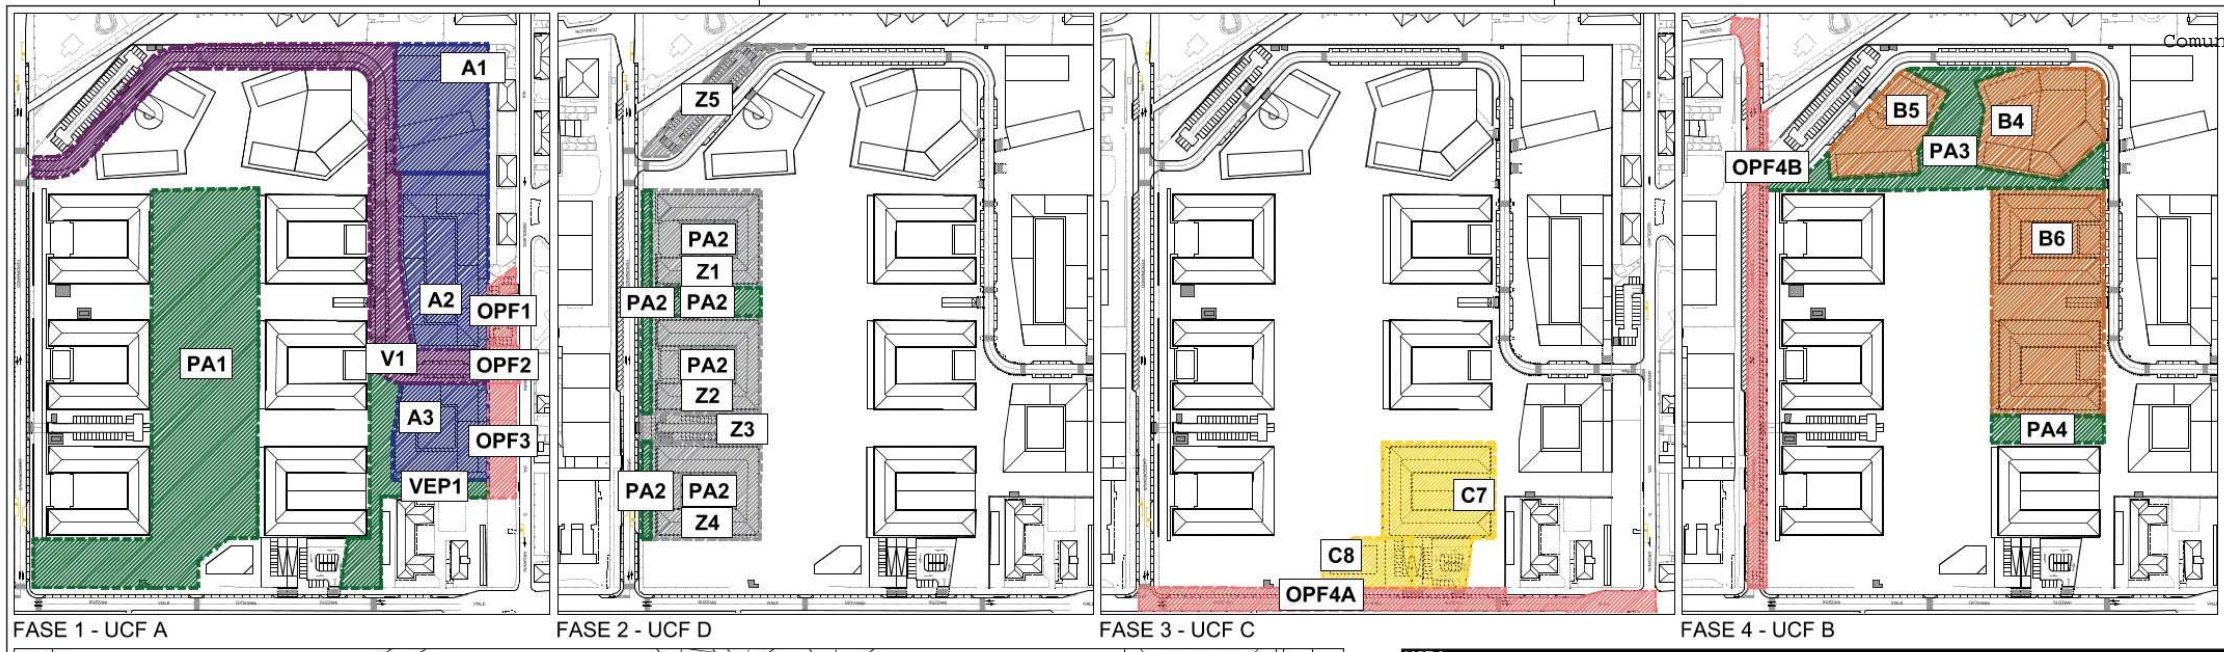 Comun
A1
A2
OPF1
PA1
V1
OPF2
A3
OPF3
VEP1
FASE 1 - UCF A
Z5
PA2
Z1
PA2
PA2
PA2
Z2
Z3
PA2
PA2
Z4
FASE 2 - UCF D
C7
C8
OPF4A
FASE 3 - UCF C
B5
B4
PA3
OPF4B
B6
PA4
FASE 4 - UCF B